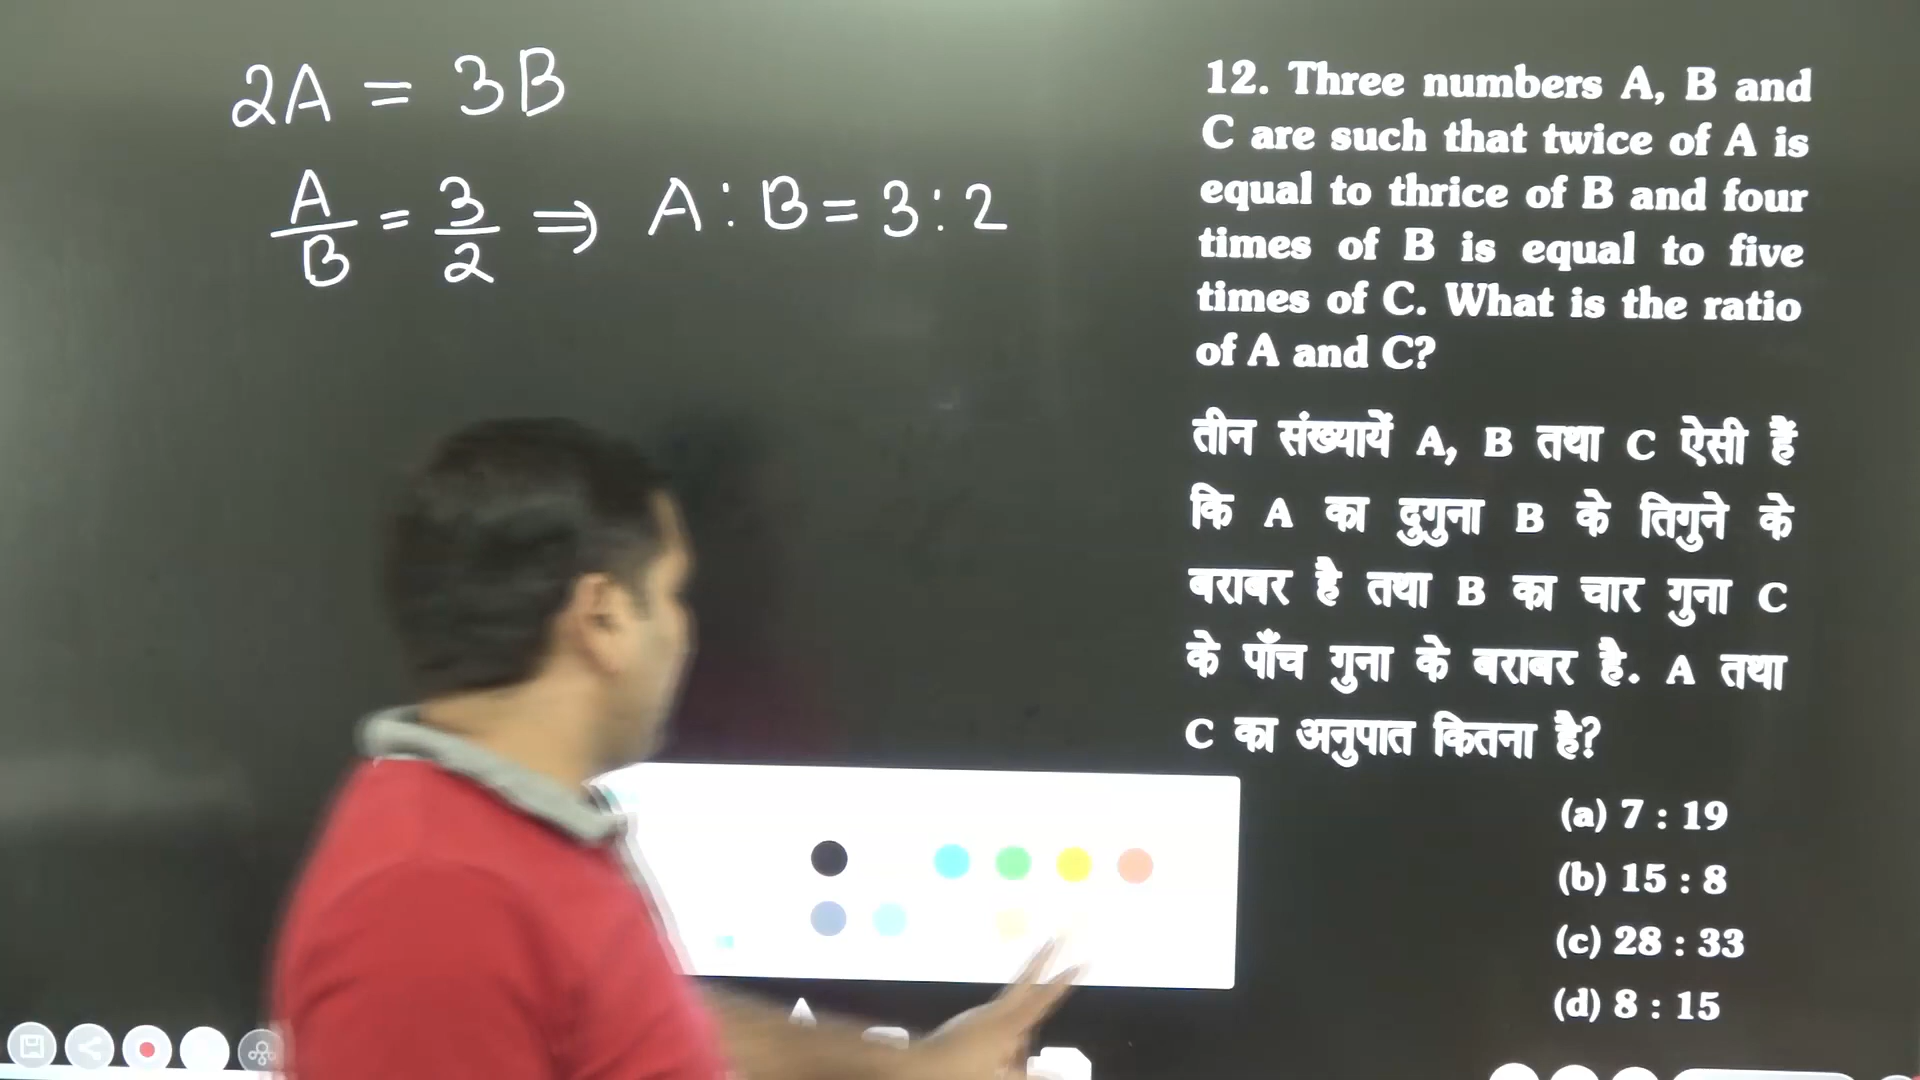 2A = 3B
A/B = 3/2 ⇒ A : B = 3 : 2
12. Three numbers A, B and
C are such that twice of A is
equal to thrice of B and four
times of B is equal to five
times of C. What is the ratio
of A and C?
तीन संख्यायें A, B तथा C ऐसी हैं
कि A का दुगुना B के तिगुने के
बराबर है तथा B का चार गुना C
के पाँच गुना के बराबर है. A तथा
C का अनुपात कितना है?
(a) 7 : 19
(b) 15 : 8
(c) 28 : 33
(d) 8 : 15